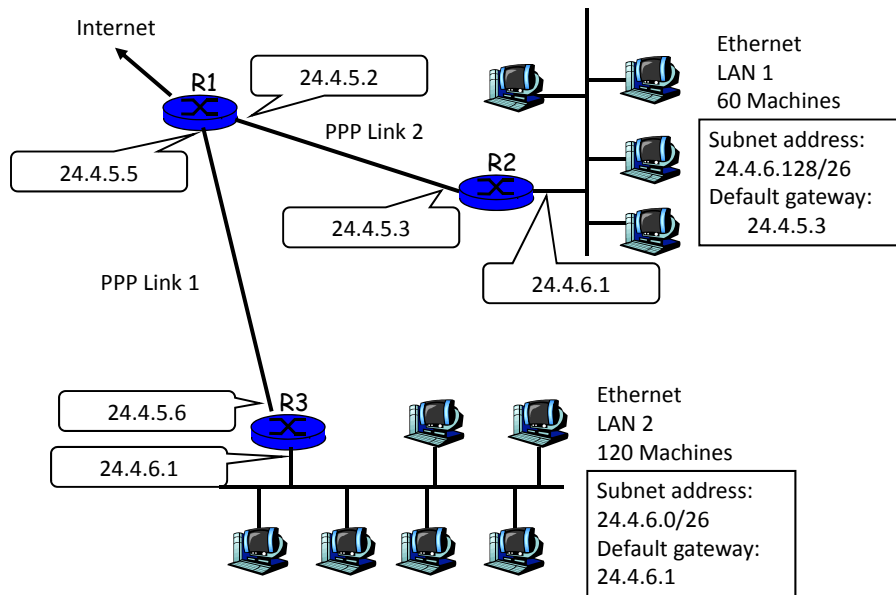 Internet
R1
24.4.5.2
24.4.5.5
PPP Link 2
R2
24.4.5.3
24.4.6.1
Ethernet
LAN 1
60 Machines
Subnet address:
24.4.6.128/26
Default gateway:
24.4.5.3
PPP Link 1
24.4.5.6
R3
24.4.6.1
Ethernet
LAN 2
120 Machines
Subnet address:
24.4.6.0/26
Default gateway:
24.4.6.1